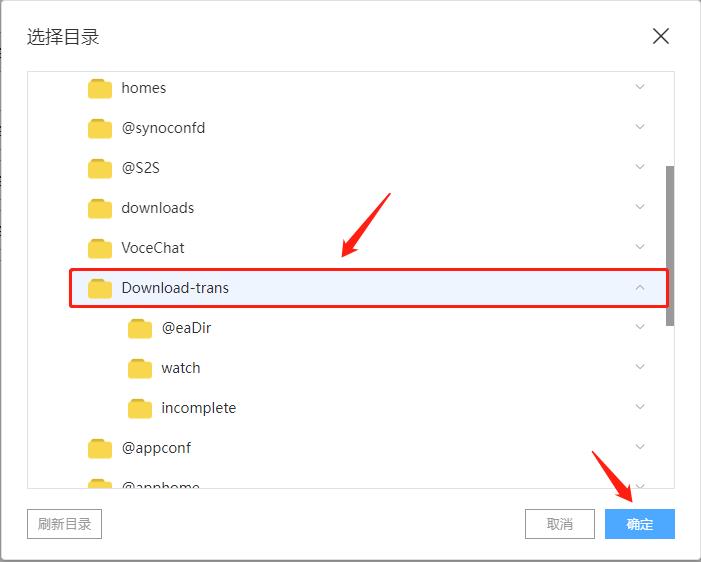 选择目录
homes
@synoconfd
@S2S
downloads
VoceChat
Download-trans
@eaDir
watch
incomplete
@appconf
@apphome
刷新目录
取消
确定